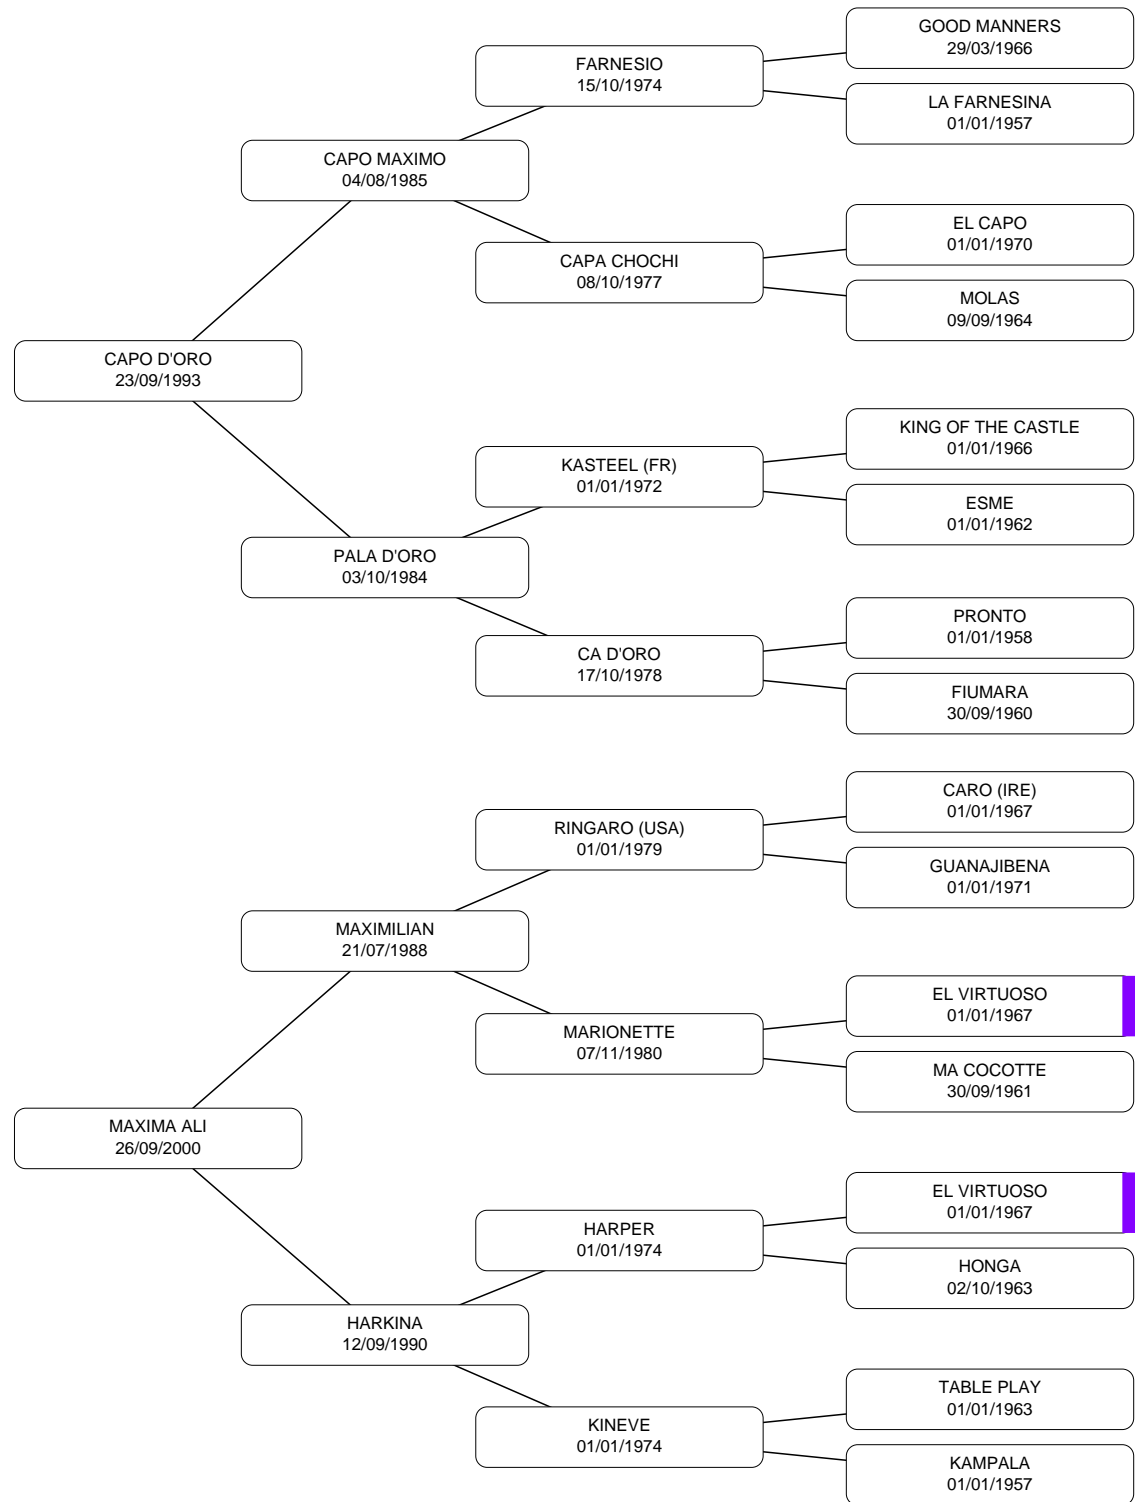 GOOD MANNERS
29/03/1966
FARNESIO
15/10/1974
LA FARNESINA
01/01/1957
CAPO MAXIMO
04/08/1985
EL CAPO
01/01/1970
CAPA CHOCHI
08/10/1977
MOLAS
09/09/1964
CAPO D'ORO
23/09/1993
KING OF THE CASTLE
01/01/1966
KASTEEL (FR)
01/01/1972
ESME
01/01/1962
PALA D'ORO
03/10/1984
PRONTO
01/01/1958
CA D'ORO
17/10/1978
FIUMARA
30/09/1960
CARO (IRE)
01/01/1967
RINGARO (USA)
01/01/1979
GUANAJIBENA
01/01/1971
MAXIMILIAN
21/07/1988
EL VIRTUOSO
01/01/1967
MARIONETTE
07/11/1980
MA COCOTTE
30/09/1961
MAXIMA ALI
26/09/2000
EL VIRTUOSO
01/01/1967
HARPER
01/01/1974
HONGA
02/10/1963
HARKINA
12/09/1990
TABLE PLAY
01/01/1963
KINEVE
01/01/1974
KAMPALA
01/01/1957